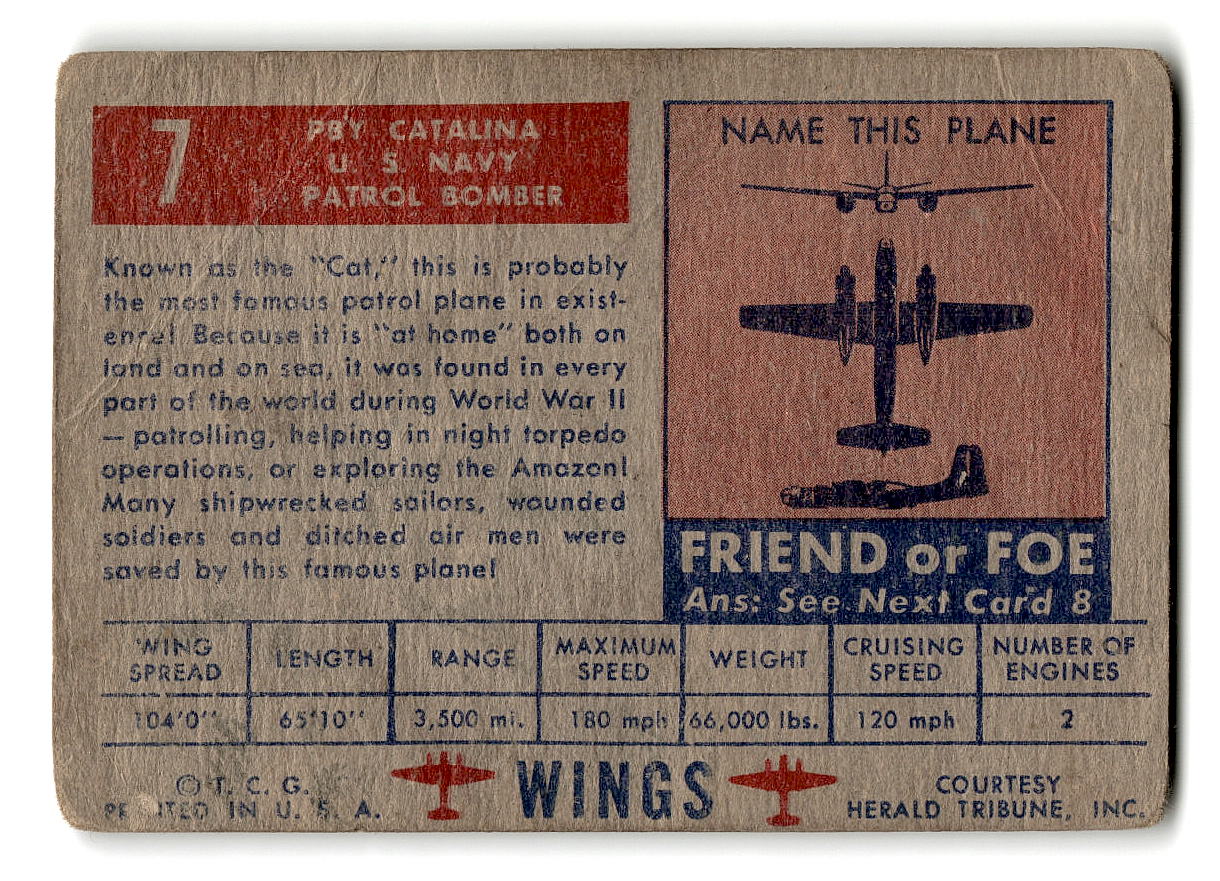 7
PBY CATALINA
U. S. NAVY
PATROL BOMBER
Known as the "Cat," this is probably
the most famous patrol plane in exist-
ence! Because it is "at home" both on
land and on sea, it was found in every
part of the world during World War II
— patrolling, helping in night torpedo
operations, or exploring the Amazon!
Many shipwrecked sailors, wounded
soldiers and ditched air men were
saved by this famous plane!
NAME THIS PLANE
FRIEND or FOE
Ans: See Next Card 8
WING SPREAD LENGTH RANGE MAXIMUM SPEED WEIGHT CRUISING SPEED NUMBER OF ENGINES
104'0" 65'10" 3,500 mi. 180 mph 66,000 lbs. 120 mph 2
© T. C. G.
PRINTED IN U. S. A.
WINGS
COURTESY
HERALD TRIBUNE, INC.